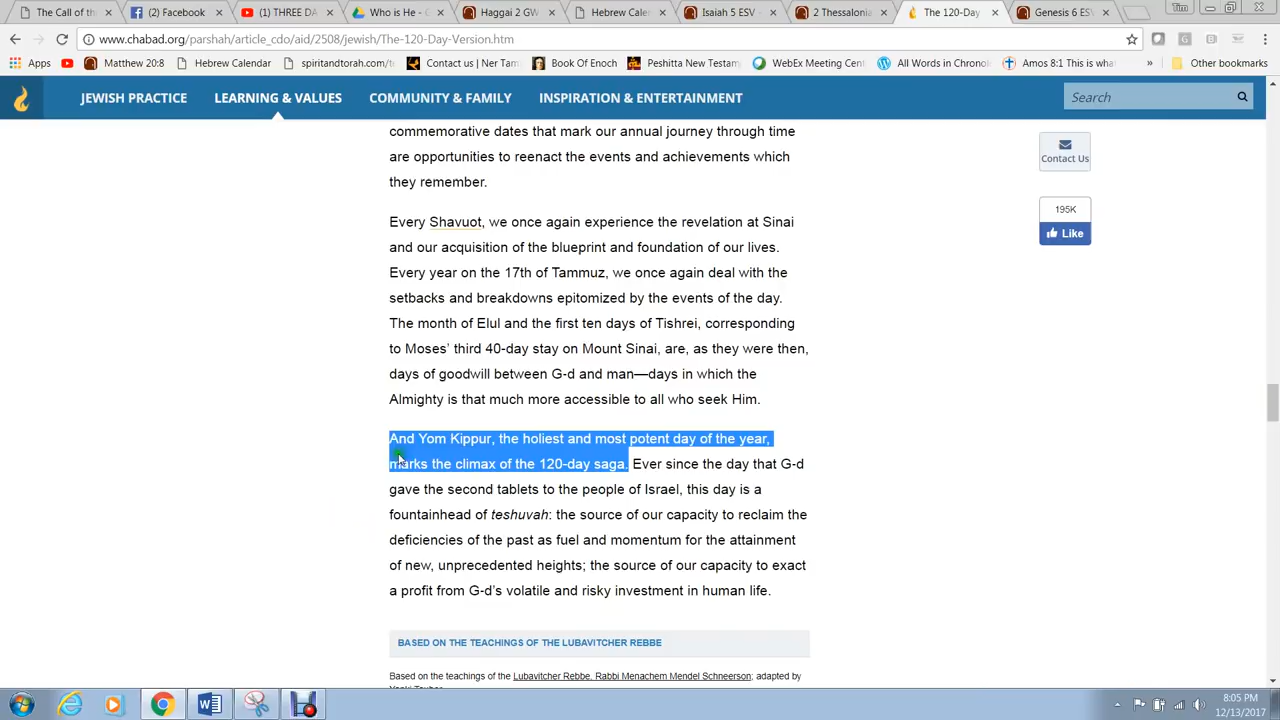 The Call of th
(2) Facebook
(1) THREE DA
Who is He - G
Haggai 2 GW
Hebrew Calen
Isaiah 5 ESV -
2 Thessalonia
The 120-Day
Genesis 6 ESV
Tim
www.chabad.org/parshah/article_cdo/aid/2508/jewish/The-120-Day-Version.htm
Apps
Matthew 20:8
Hebrew Calendar
spiritandtorah.com/te
Contact us | Ner Tam
Book Of Enoch
Peshitta New Testam
WebEx Meeting Cent
All Words in Chronol
Amos 8:1 This is what
»
Other bookmarks
JEWISH PRACTICE
LEARNING & VALUES
COMMUNITY & FAMILY
INSPIRATION & ENTERTAINMENT
Search
commemorative dates that mark our annual journey through time
are opportunities to reenact the events and achievements which
they remember.
Contact Us
195K
Like
Every Shavuot, we once again experience the revelation at Sinai
and our acquisition of the blueprint and foundation of our lives.
Every year on the 17th of Tammuz, we once again deal with the
setbacks and breakdowns epitomized by the events of the day.
The month of Elul and the first ten days of Tishrei, corresponding
to Moses' third 40-day stay on Mount Sinai, are, as they were then,
days of goodwill between G-d and man—days in which the
Almighty is that much more accessible to all who seek Him.
And Yom Kippur, the holiest and most potent day of the year,
marks the climax of the 120-day saga. Ever since the day that G-d
gave the second tablets to the people of Israel, this day is a
fountainhead of teshuvah: the source of our capacity to reclaim the
deficiencies of the past as fuel and momentum for the attainment
of new, unprecedented heights; the source of our capacity to exact
a profit from G-d's volatile and risky investment in human life.
BASED ON THE TEACHINGS OF THE LUBAVITCHER REBBE
Based on the teachings of the Lubavitcher Rebbe, Rabbi Menachem Mendel Schneerson; adapted by
8:05 PM
12/13/2017